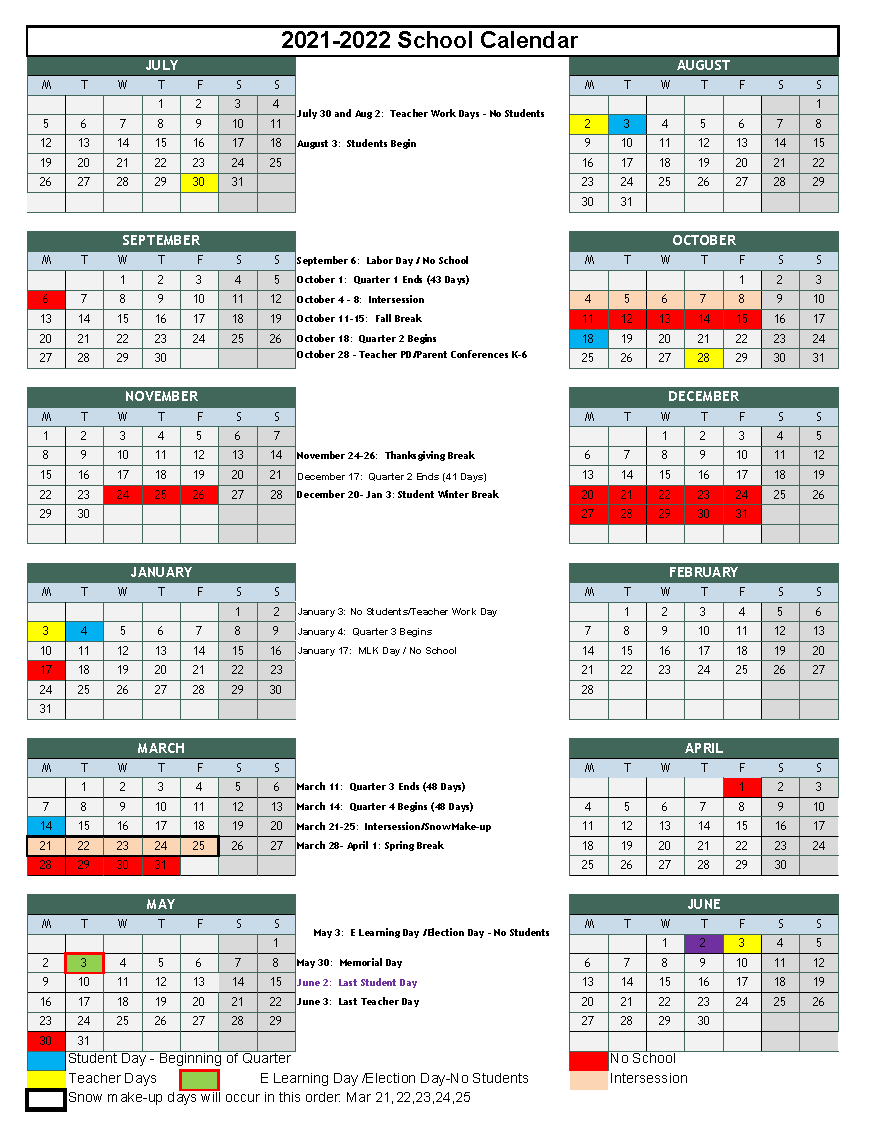 2021-2022 School Calendar
JULY
M T W T F S S
1 2 3 4
5 6 7 8 9 10 11
12 13 14 15 16 17 18
19 20 21 22 23 24 25
26 27 28 29 30 31
July 30 and Aug 2: Teacher Work Days - No Students
August 3: Students Begin
AUGUST
M T W T F S S
1
2 3 4 5 6 7 8
9 10 11 12 13 14 15
16 17 18 19 20 21 22
23 24 25 26 27 28 29
30 31
SEPTEMBER
M T W T F S S
1 2 3 4 5
6 7 8 9 10 11 12
13 14 15 16 17 18 19
20 21 22 23 24 25 26
27 28 29 30
September 6: Labor Day / No School
October 1: Quarter 1 Ends (43 Days)
October 4 - 8: Intersession
October 11-15: Fall Break
October 18: Quarter 2 Begins
October 28 - Teacher PD/Parent Conferences K-6
OCTOBER
M T W T F S S
1 2 3
4 5 6 7 8 9 10
11 12 13 14 15 16 17
18 19 20 21 22 23 24
25 26 27 28 29 30 31
NOVEMBER
M T W T F S S
1 2 3 4 5 6 7
8 9 10 11 12 13 14
15 16 17 18 19 20 21
22 23 24 25 26 27 28
29 30
November 24-26: Thanksgiving Break
December 17: Quarter 2 Ends (41 Days)
December 20- Jan 3: Student Winter Break
DECEMBER
M T W T F S S
1 2 3 4 5
6 7 8 9 10 11 12
13 14 15 16 17 18 19
20 21 22 23 24 25 26
27 28 29 30 31
JANUARY
M T W T F S S
1 2
3 4 5 6 7 8 9
10 11 12 13 14 15 16
17 18 19 20 21 22 23
24 25 26 27 28 29 30
31
January 3: No Students/Teacher Work Day
January 4: Quarter 3 Begins
January 17: MLK Day / No School
FEBRUARY
M T W T F S S
1 2 3 4 5 6
7 8 9 10 11 12 13
14 15 16 17 18 19 20
21 22 23 24 25 26 27
28
MARCH
M T W T F S S
1 2 3 4 5 6
7 8 9 10 11 12 13
14 15 16 17 18 19 20
21 22 23 24 25 26 27
28 29 30 31
March 11: Quarter 3 Ends (48 Days)
March 14: Quarter 4 Begins (48 Days)
March 21-25: Intersession/SnowMake-up
March 28- April 1: Spring Break
APRIL
M T W T F S S
1 2 3
4 5 6 7 8 9 10
11 12 13 14 15 16 17
18 19 20 21 22 23 24
25 26 27 28 29 30
MAY
M T W T F S S
1
2 3 4 5 6 7 8
9 10 11 12 13 14 15
16 17 18 19 20 21 22
23 24 25 26 27 28 29
30 31
May 3: E Learning Day /Election Day - No Students
May 30: Memorial Day
June 2: Last Student Day
June 3: Last Teacher Day
JUNE
M T W T F S S
1 2 3 4 5
6 7 8 9 10 11 12
13 14 15 16 17 18 19
20 21 22 23 24 25 26
27 28 29 30
Student Day - Beginning of Quarter
No School
Teacher Days
E Learning Day /Election Day-No Students
Intersession
Snow make-up days will occur in this order: Mar 21,22,23,24,25